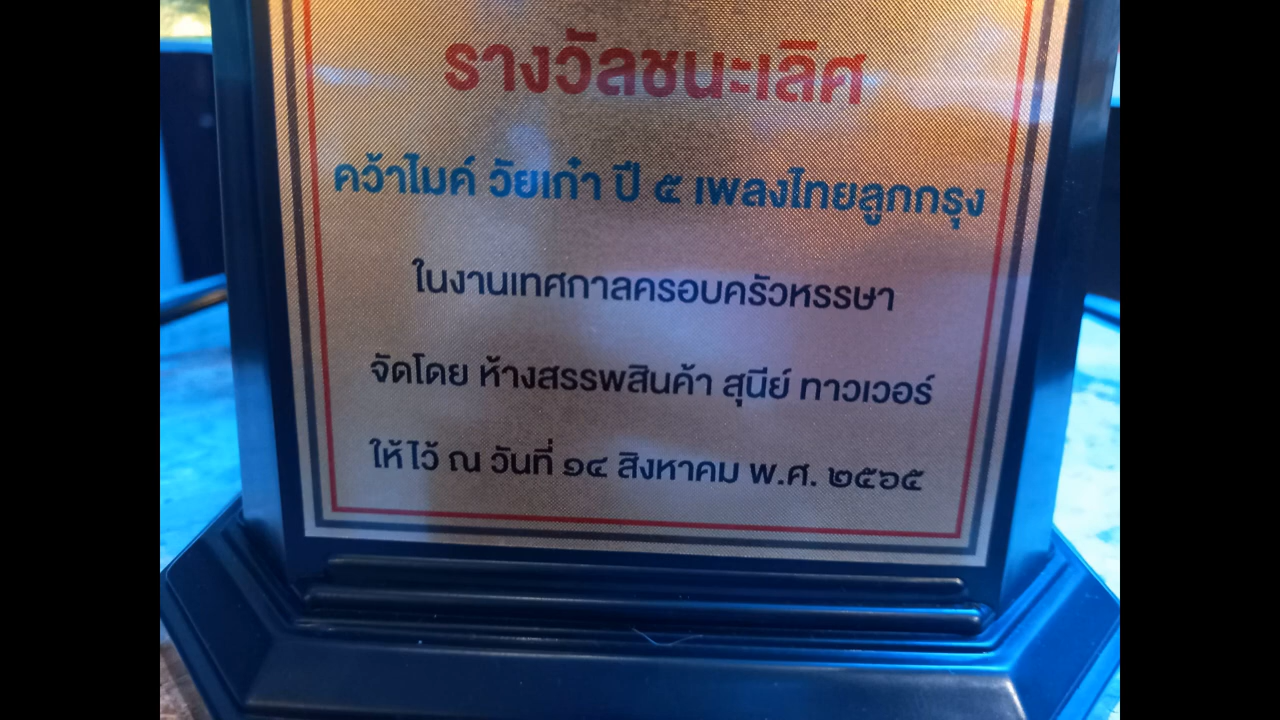 รางวัลชนะเลิศ
คว้าไมค์ วัยเก๋า ปี ๕ เพลงไทยลูกกรุง
ในงานเทศกาลครอบครัวหรรษา
จัดโดย ห้างสรรพสินค้า สุนีย์ ทาวเวอร์
ให้ไว้ ณ วันที่ ๑๔ สิงหาคม พ.ศ. ๒๕๖๕